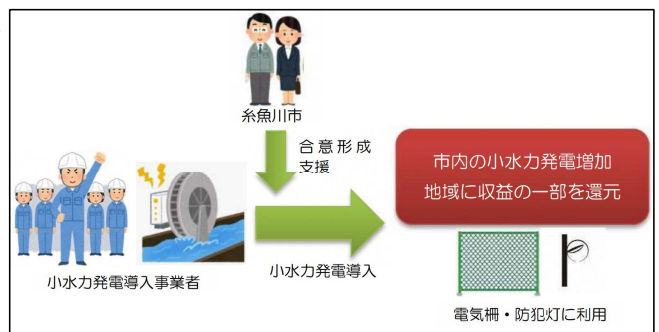 糸魚川市
合意形成
支援
市内の小水力発電増加
地域に収益の一部を還元
小水力発電導入
小水力発電導入事業者
電気柵・防犯灯に利用